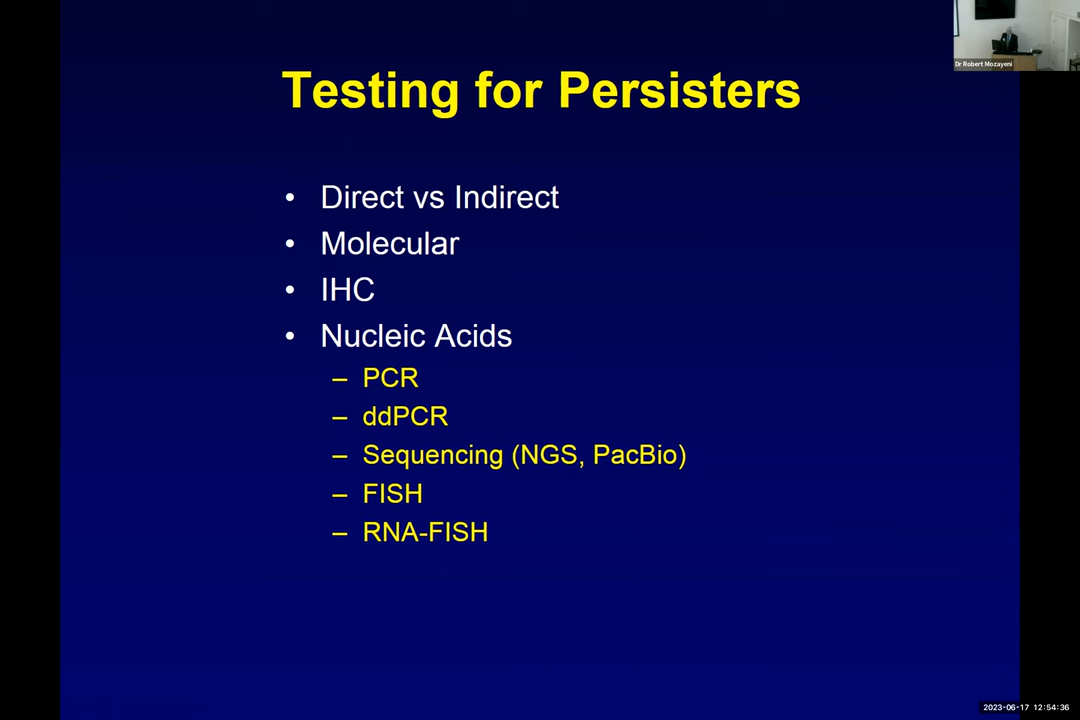 Dr Robert Mozayeni
Testing for Persisters
• Direct vs Indirect
• Molecular
• IHC
• Nucleic Acids
– PCR
– ddPCR
– Sequencing (NGS, PacBio)
– FISH
– RNA-FISH
2023-06-17 12:54:36